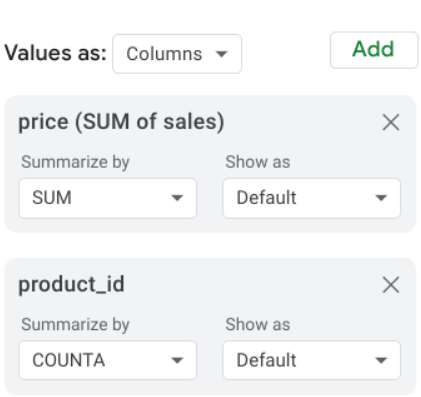 Values as: Columns Add
price (SUM of sales)
Summarize by Show as
SUM Default
product_id
Summarize by Show as
COUNTA Default